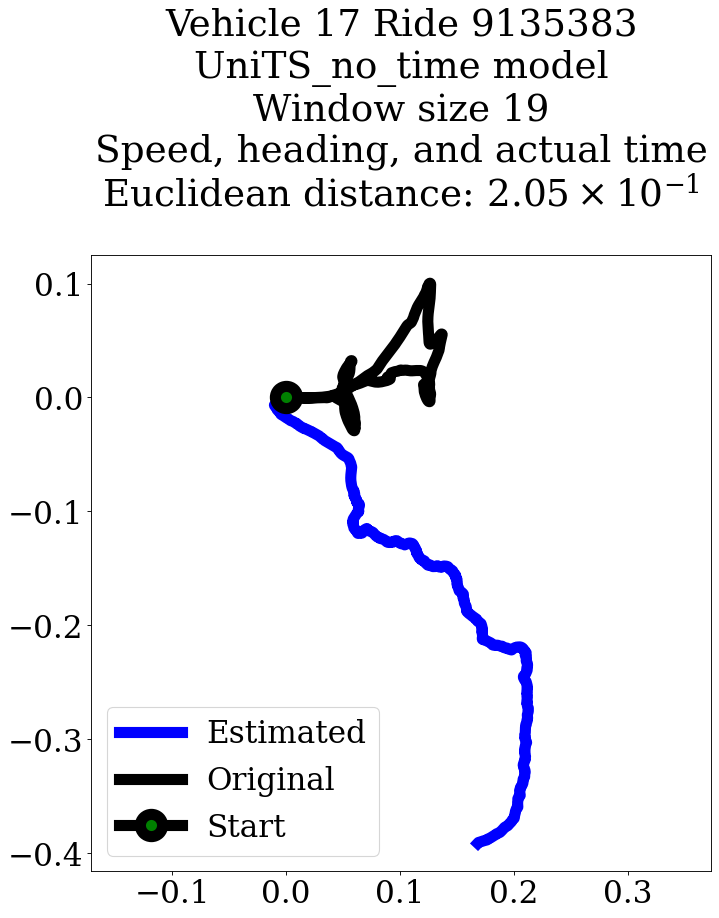 Vehicle 17 Ride 9135383
UniTS_no_time model
Window size 19
Speed, heading, and actual time
Euclidean distance: 2.05 × 10⁻¹
0.1
0.0
−0.1
−0.2
−0.3
−0.4
Estimated
Original
Start
−0.1 0.0 0.1 0.2 0.3